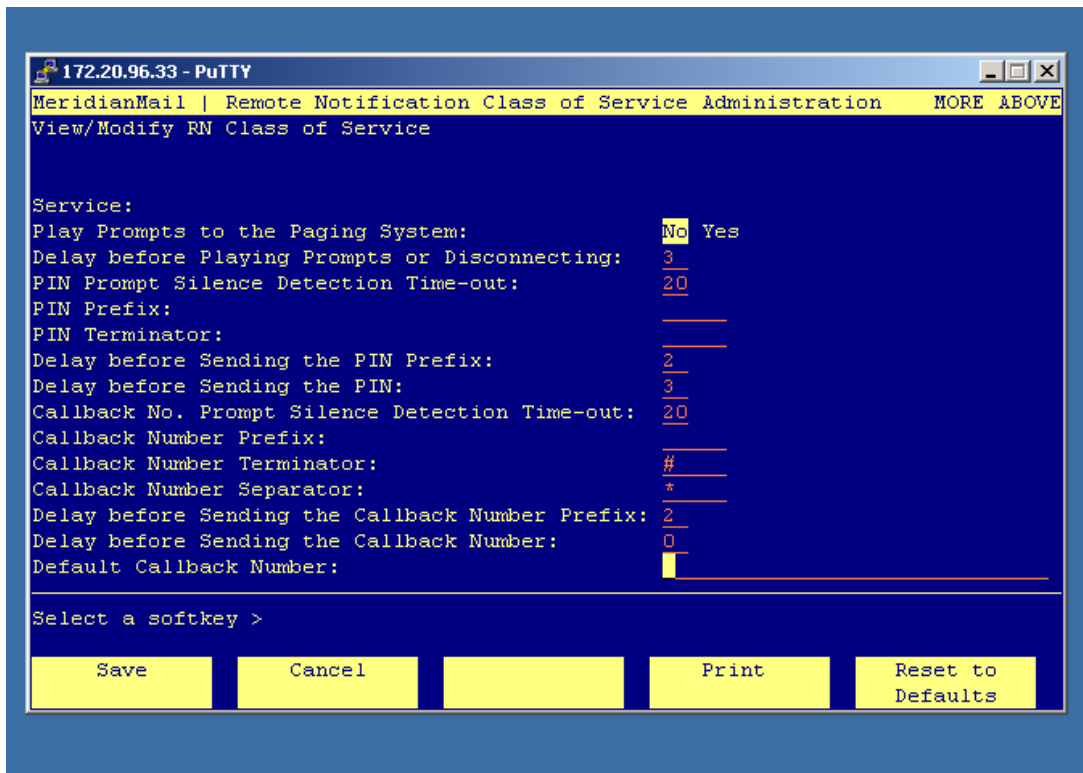 172.20.96.33 - PuTTY
MeridianMail | Remote Notification Class of Service Administration MORE ABOVE
View/Modify RN Class of Service
Service:
Play Prompts to the Paging System: No Yes
Delay before Playing Prompts or Disconnecting: 3
PIN Prompt Silence Detection Time-out: 20
PIN Prefix:
PIN Terminator:
Delay before Sending the PIN Prefix: 2
Delay before Sending the PIN: 3
Callback No. Prompt Silence Detection Time-out: 20
Callback Number Prefix:
Callback Number Terminator: #
Callback Number Separator: *
Delay before Sending the Callback Number Prefix: 2
Delay before Sending the Callback Number: 0
Default Callback Number:
Select a softkey >
Save Cancel Print Reset to
Defaults